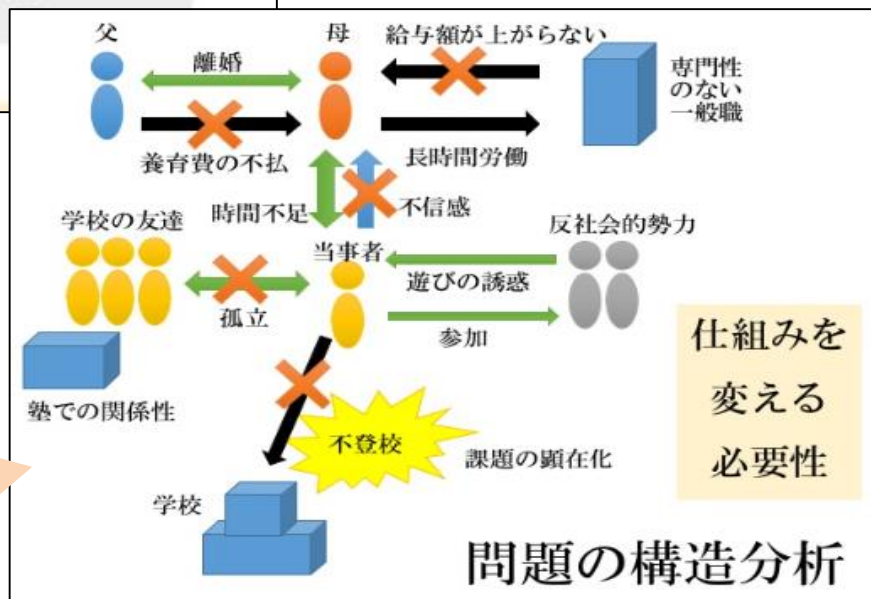 父
母
給与額が上がらない
離婚
専門性
のない
一般職
養育費の不払
長時間労働
時間不足
不信感
学校の友達
当事者
反社会的勢力
遊びの誘惑
孤立
参加
仕組みを
変える
必要性
塾での関係性
不登校
課題の顕在化
学校
問題の構造分析